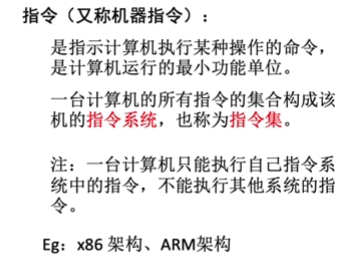 指令（又称机器指令）：
是指示计算机执行某种操作的命令，
是计算机运行的最小功能单位。
一台计算机的所有指令的集合构成该
机的指令系统，也称为指令集。
注：一台计算机只能执行自己指令系
统中的指令，不能执行其他系统的指
令。
Eg：x86 架构、ARM架构